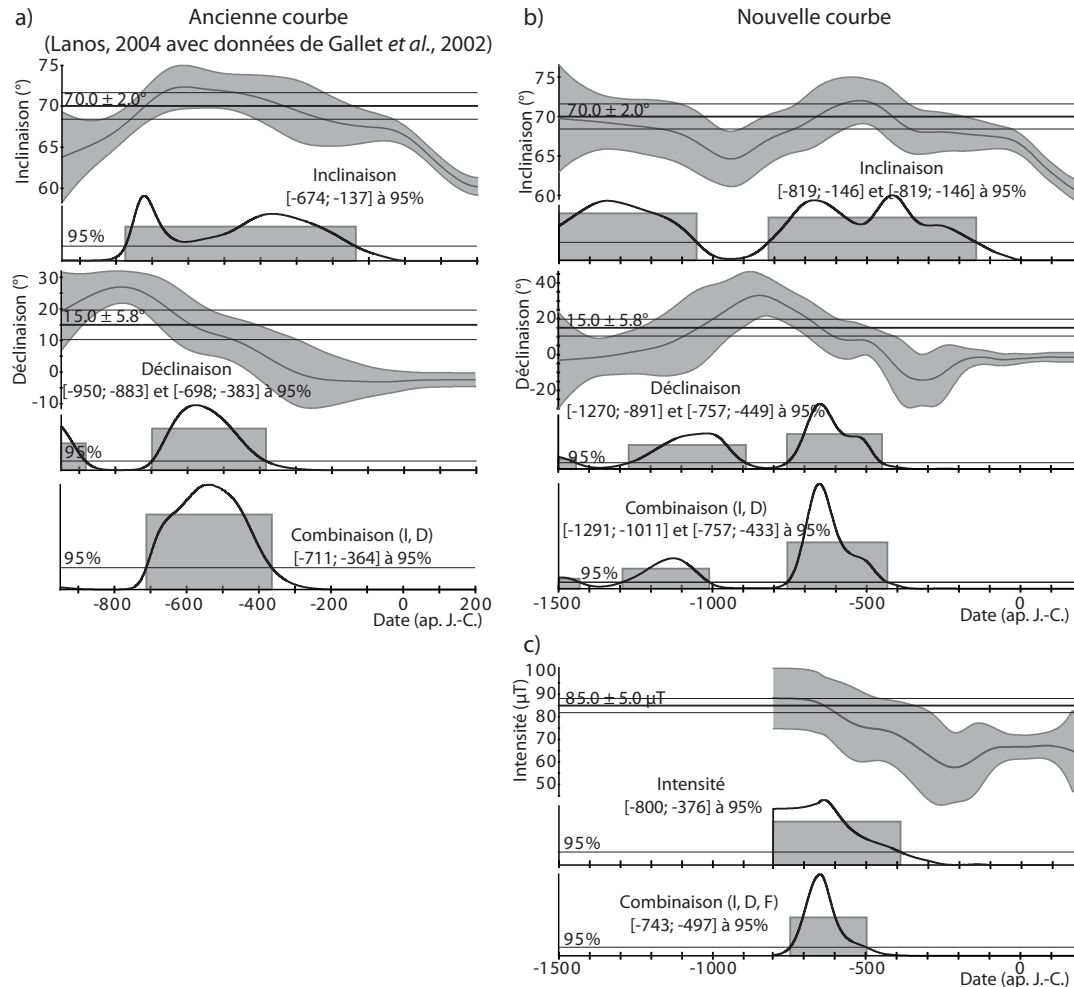 a)
Ancienne courbe
(Lanos, 2004 avec données de Gallet et al., 2002)
75
70
65
60
Inclinaison (°)
70.0 ± 2.0°
Inclinaison
[-674; -137] à 95%
95%
30
20
10
0
-10
Déclinaison (°)
15.0 ± 5.8°
Déclinaison
[-950; -883] et [-698; -383] à 95%
95%
Combinaison (I, D)
[-711; -364] à 95%
95%
-800 -600 -400 -200 0 200
Date (ap. J.-C.)
b)
Nouvelle courbe
75
70
65
60
Inclinaison (°)
70.0 ± 2.0°
Inclinaison
[-819; -146] et [-819; -146] à 95%
40
20
0
-20
Déclinaison (°)
15.0 ± 5.8°
Déclinaison
[-1270; -891] et [-757; -449] à 95%
95%
Combinaison (I, D)
[-1291; -1011] et [-757; -433] à 95%
95%
-1500 -1000 -500 0
Date (ap. J.-C.)
c)
100
90
80
70
60
50
Intensité (µT)
85.0 ± 5.0 µT
Intensité
[-800; -376] à 95%
95%
Combinaison (I, D, F)
[-743; -497] à 95%
95%
-1500 -1000 -500 0
Date (ap. J.-C.)